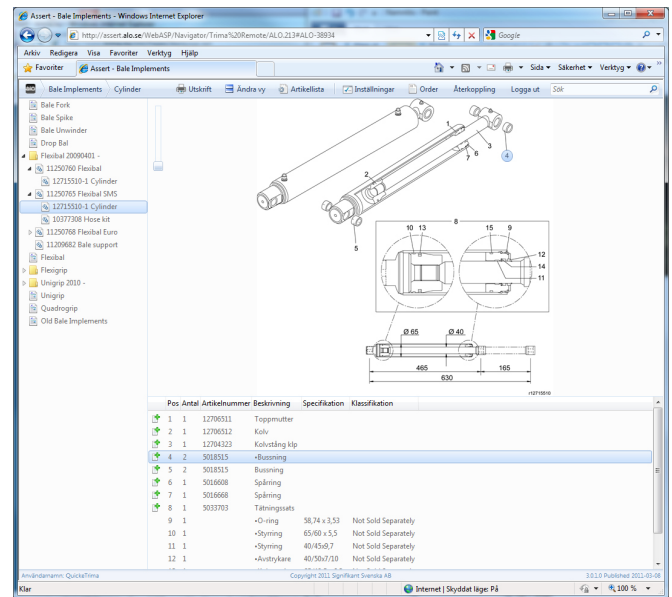 Assert - Bale Implements - Windows Internet Explorer
http://assert.alo.se/WebASP/Navigator/Trima%20Remote/ALO.213#ALO-38934
Google
Arkiv Redigera Visa Favoriter Verktyg Hjälp
Favoriter Assert - Bale Implements Sida Säkerhet Verktyg
Bale Implements Cylinder Utskrift Ändra vy Artikellista Inställningar Order Återkoppling Logga ut Sök
Bale Fork
Bale Spike
Bale Unwinder
Drop Bal
Flexibal 20090401 -
11250760 Flexibal
12715510-1 Cylinder
11250765 Flexibal SMS
12715510-1 Cylinder
10377308 Hose kit
11250768 Flexibal Euro
11209682 Bale support
Flexibal
Flexigrip
Unigrip 2010 -
Unigrip
Quadrogrip
Old Bale Implements
1
3
4
6
7
2
5
8
10 13 15 9
12
14
11
Ø 65 Ø 40
465 165
630
r12715510
Pos Antal Artikelnummer Beskrivning Specifikation Klassifikation
1 1 12706511 Toppmutter
2 1 12706512 Kolv
3 1 12704323 Kolvstång klp
4 2 5018515 •Bussning
5 2 5018515 Bussning
6 1 5016608 Spårring
7 1 5016668 Spårring
8 1 5033703 Tätningssats
9 1 •O-ring 58,74 x 3,53 Not Sold Separately
10 1 •Styrring 65/60 x 5,5 Not Sold Separately
11 1 •Styrring 40/45x9,7 Not Sold Separately
12 1 •Avstrykare 40/50x7/10 Not Sold Separately
Användarnamn: QuickeTrima Copyright 2011 Signifikant Svenska AB 3.0.1.0 Published 2011-03-08
Klar Internet | Skyddat läge: På 100 %